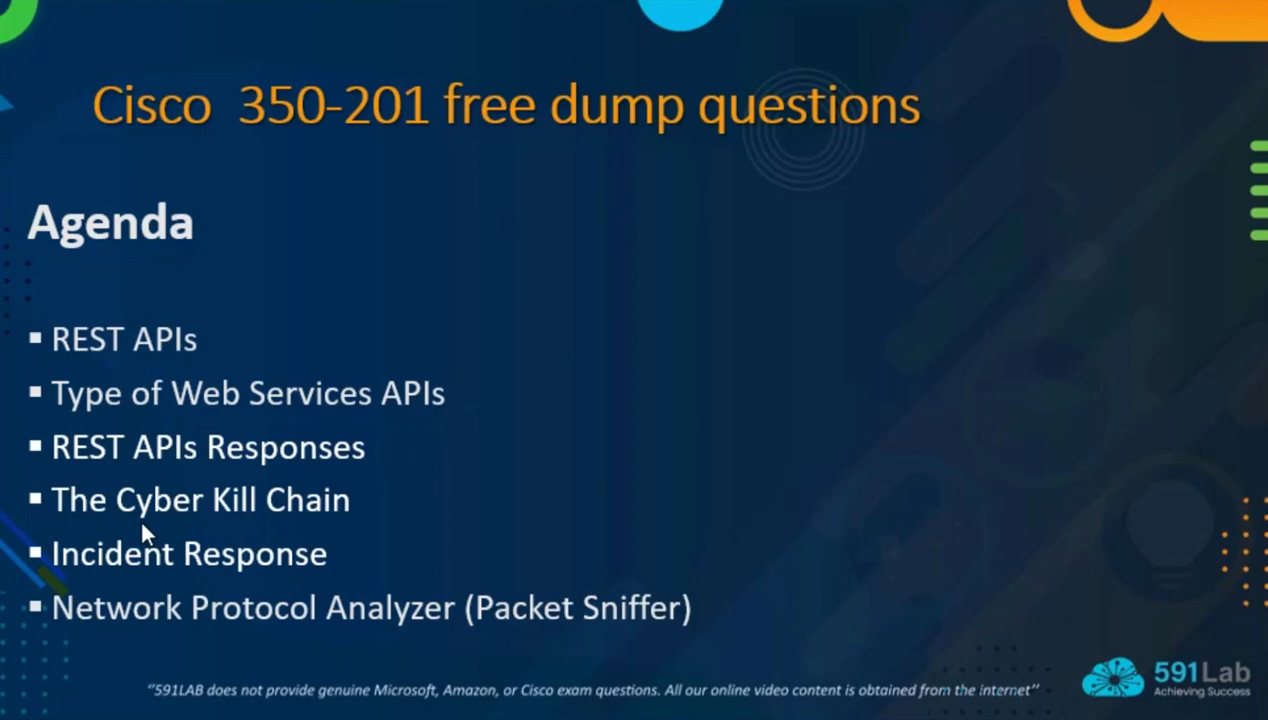 Cisco 350-201 free dump questions
Agenda
▪ REST APIs
▪ Type of Web Services APIs
▪ REST APIs Responses
▪ The Cyber Kill Chain
▪ Incident Response
▪ Network Protocol Analyzer (Packet Sniffer)
"591LAB does not provide genuine Microsoft, Amazon, or Cisco exam questions. All our online video content is obtained from the internet"
591Lab
Achieving Success